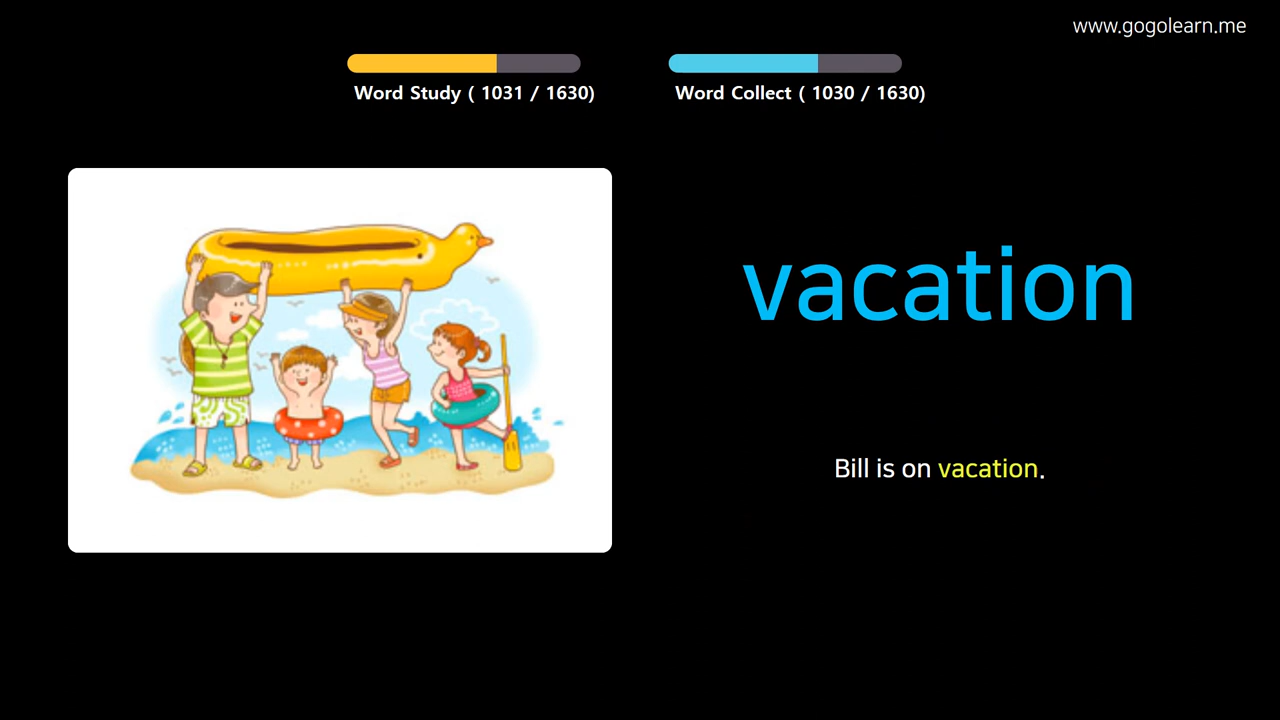 www.gogolearn.me
Word Study ( 1031 / 1630)
Word Collect ( 1030 / 1630)
vacation
Bill is on vacation.